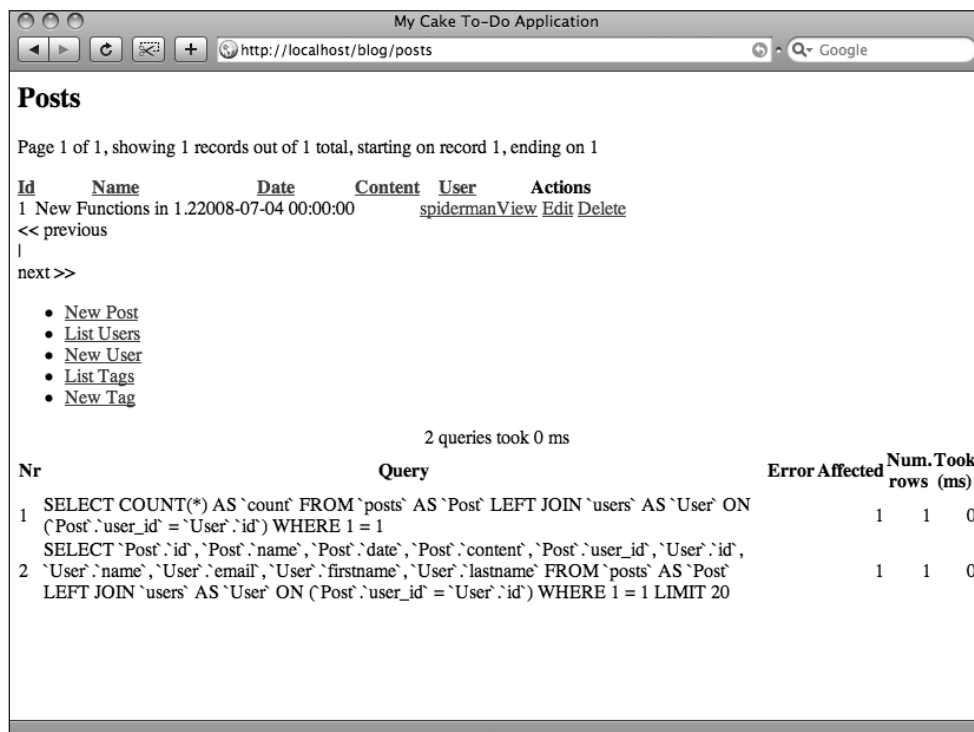 My Cake To-Do Application
http://localhost/blog/posts
Google
Posts
Page 1 of 1, showing 1 records out of 1 total, starting on record 1, ending on 1
Id Name Date Content User Actions
1 New Functions in 1.22008-07-04 00:00:00 spidermanView Edit Delete
<< previous
|
next >>
• New Post
• List Users
• New User
• List Tags
• New Tag
2 queries took 0 ms
Nr Query Error Affected Num. rows Took (ms)
1 SELECT COUNT(*) AS `count` FROM `posts` AS `Post` LEFT JOIN `users` AS `User` ON
(`Post`.`user_id` = `User`.`id`) WHERE 1 = 1 1 1 0
SELECT `Post`.`id`, `Post`.`name`, `Post`.`date`, `Post`.`content`, `Post`.`user_id`, `User`.`id`,
2 `User`.`name`, `User`.`email`, `User`.`firstname`, `User`.`lastname` FROM `posts` AS `Post` 1 1 0
LEFT JOIN `users` AS `User` ON (`Post`.`user_id` = `User`.`id`) WHERE 1 = 1 LIMIT 20